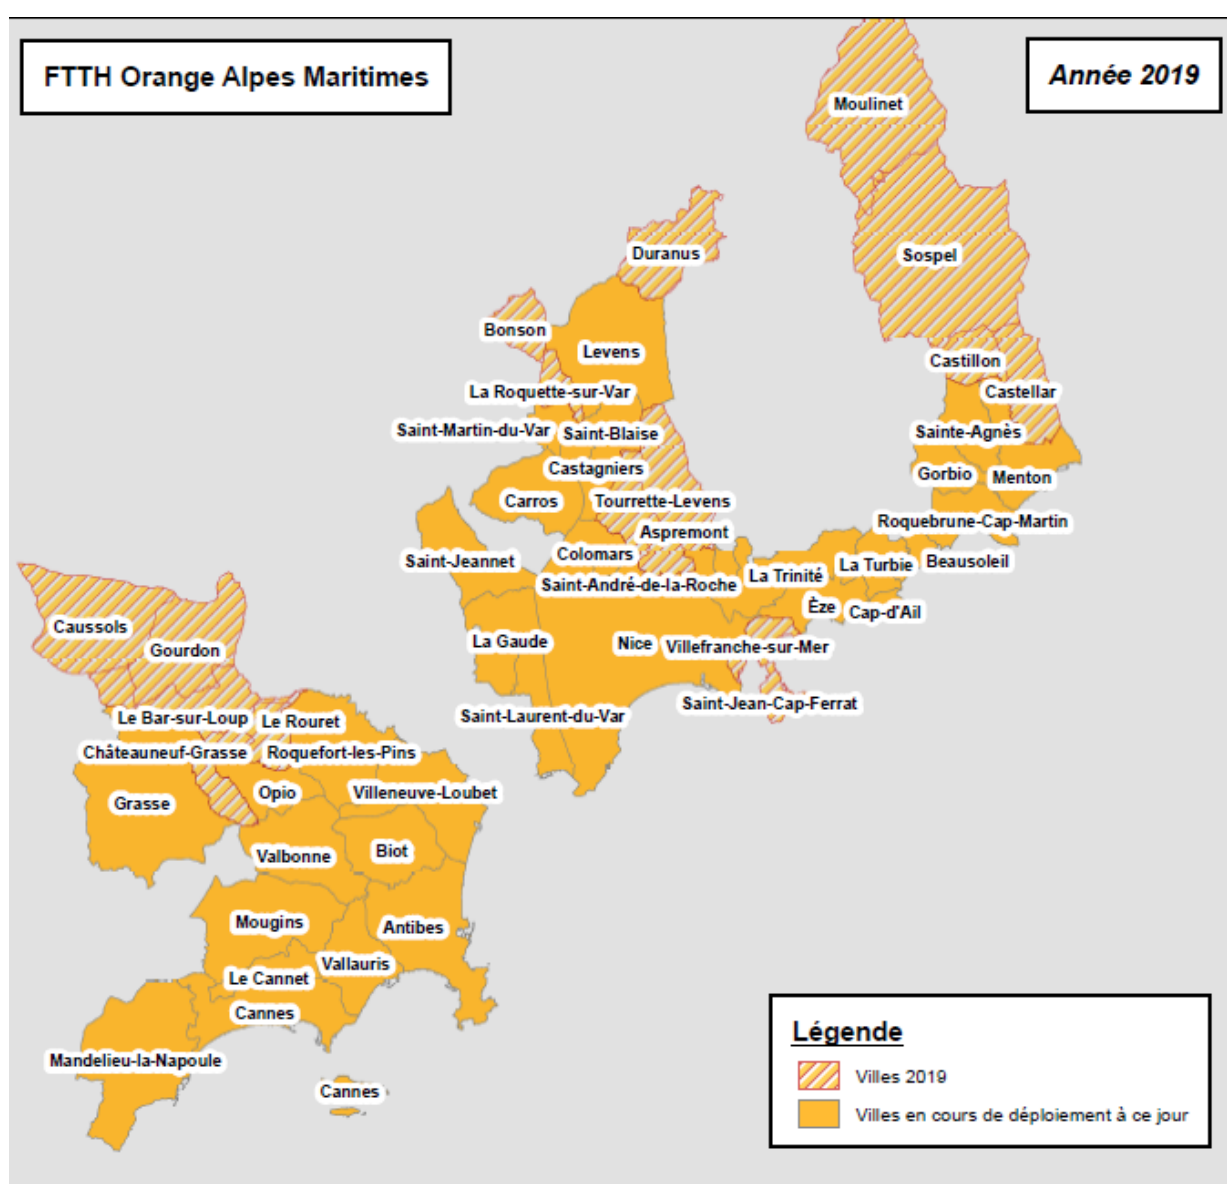 FTTH Orange Alpes Maritimes
Année 2019
Moulinet
Duranus
Sospel
Bonson
Levens
Castillon
La Roquette-sur-Var
Castellar
Saint-Martin-du-Var
Saint-Blaise
Sainte-Agnès
Castagniers
Gorbio
Menton
Carros
Tourrette-Levens
Roquebrune-Cap-Martin
Aspremont
Colomars
Saint-Jeannet
La Turbie
Beausoleil
La Trinité
Saint-André-de-la-Roche
Èze
Cap-d'Ail
Caussols
Gourdon
La Gaude
Nice
Villefranche-sur-Mer
Saint-Jean-Cap-Ferrat
Saint-Laurent-du-Var
Le Bar-sur-Loup
Le Rouret
Châteauneuf-Grasse
Roquefort-les-Pins
Opio
Villeneuve-Loubet
Grasse
Valbonne
Biot
Mougins
Antibes
Vallauris
Le Cannet
Cannes
Mandelieu-la-Napoule
Cannes
Légende
Villes 2019
Villes en cours de déploiement à ce jour